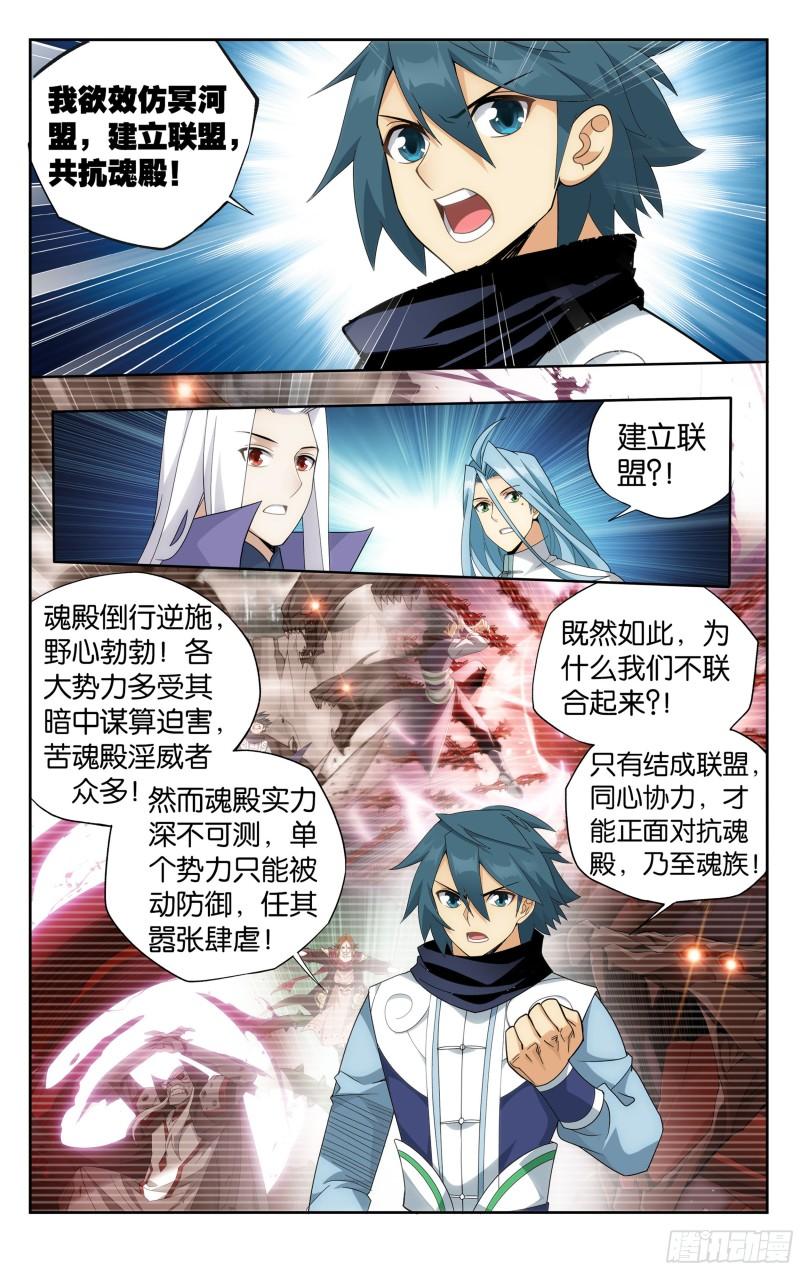 我欲效仿冥河
盟，建立联盟，
共抗魂殿！
建立联
盟？！
魂殿倒行逆施，
野心勃勃！各
大势力多受其
暗中谋算迫害，
苦魂殿淫威者
众多！
然而魂殿实力
深不可测，单
个势力只能被
动防御，任其
嚣张肆虐！
既然如此，为
什么我们不联
合起来？！
只有结成联盟，
同心协力，才
能正面对抗魂
殿，乃至魂族！
腾讯动漫